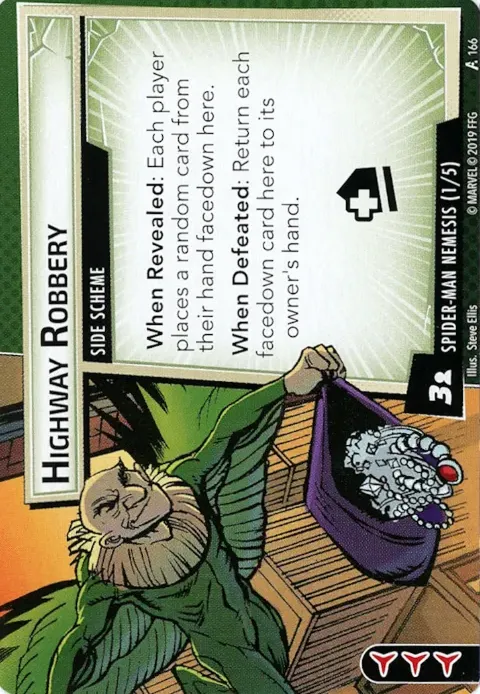 HIGHWAY ROBBERY
SIDE SCHEME
When Revealed: Each player
places a random card from
their hand facedown here.
When Defeated: Return each
facedown card here to its
owner's hand.
3
SPIDER-MAN NEMESIS (1/5)
Illus. Steve Ellis
© MARVEL © 2019 FFG
166